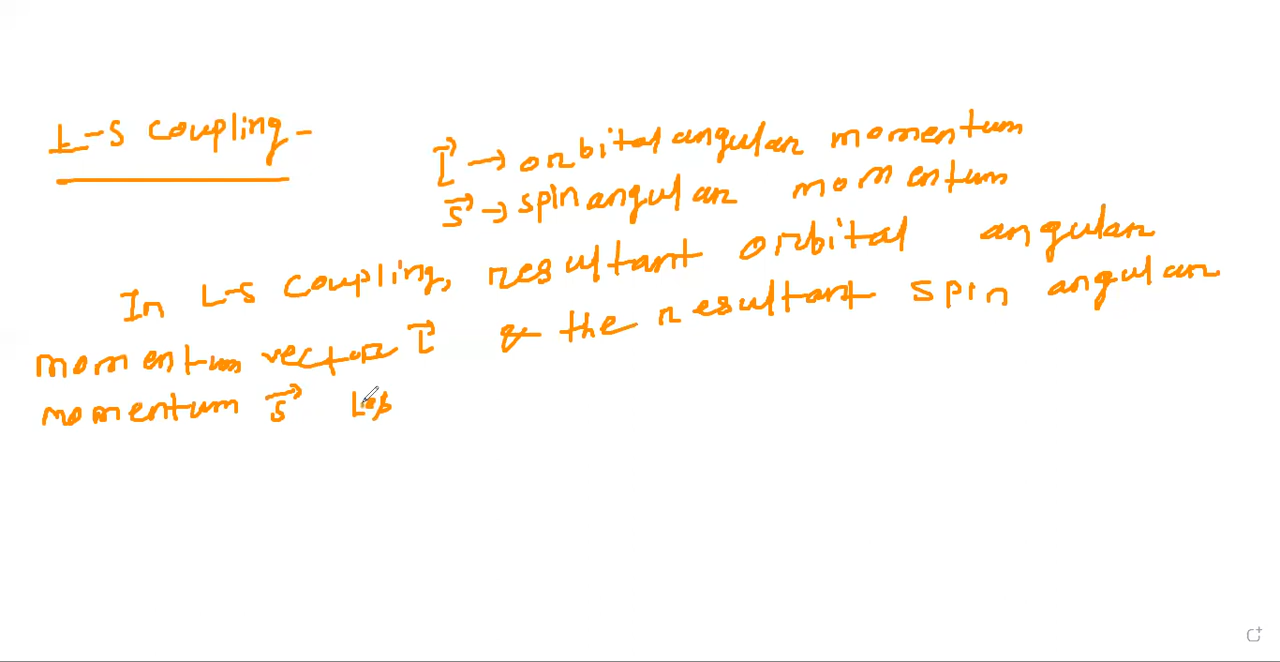 L-S coupling -
L⃗ → orbital angular momentum
S⃗ → spin angular momentum
In L-S coupling, resultant orbital angular
momentum vector L⃗ & the resultant spin angular
momentum S⃗